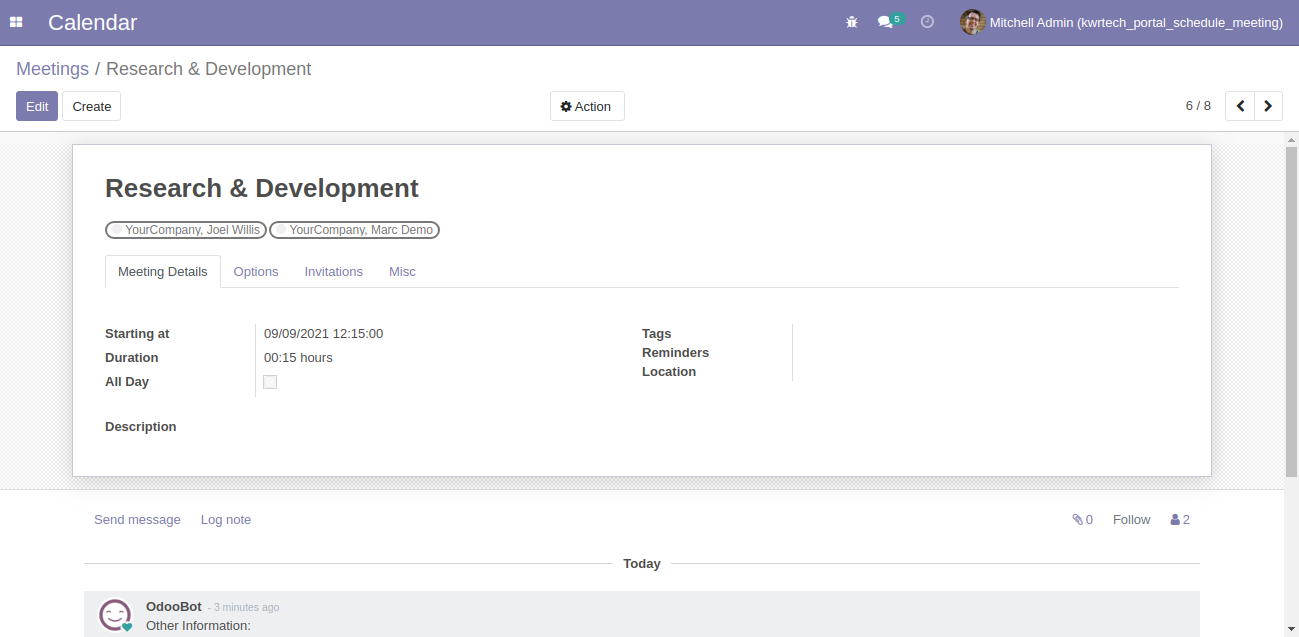 Calendar 5 Mitchell Admin (kwrtech_portal_schedule_meeting)
Meetings / Research & Development
Edit Create Action 6 / 8
Research & Development
YourCompany, Joel Willis YourCompany, Marc Demo
Meeting Details Options Invitations Misc
Starting at 09/09/2021 12:15:00 Tags
Reminders
Duration 00:15 hours
Location
All Day
Description
Send message Log note 0 Follow 2
Today
OdooBot - 3 minutes ago
Other Information: